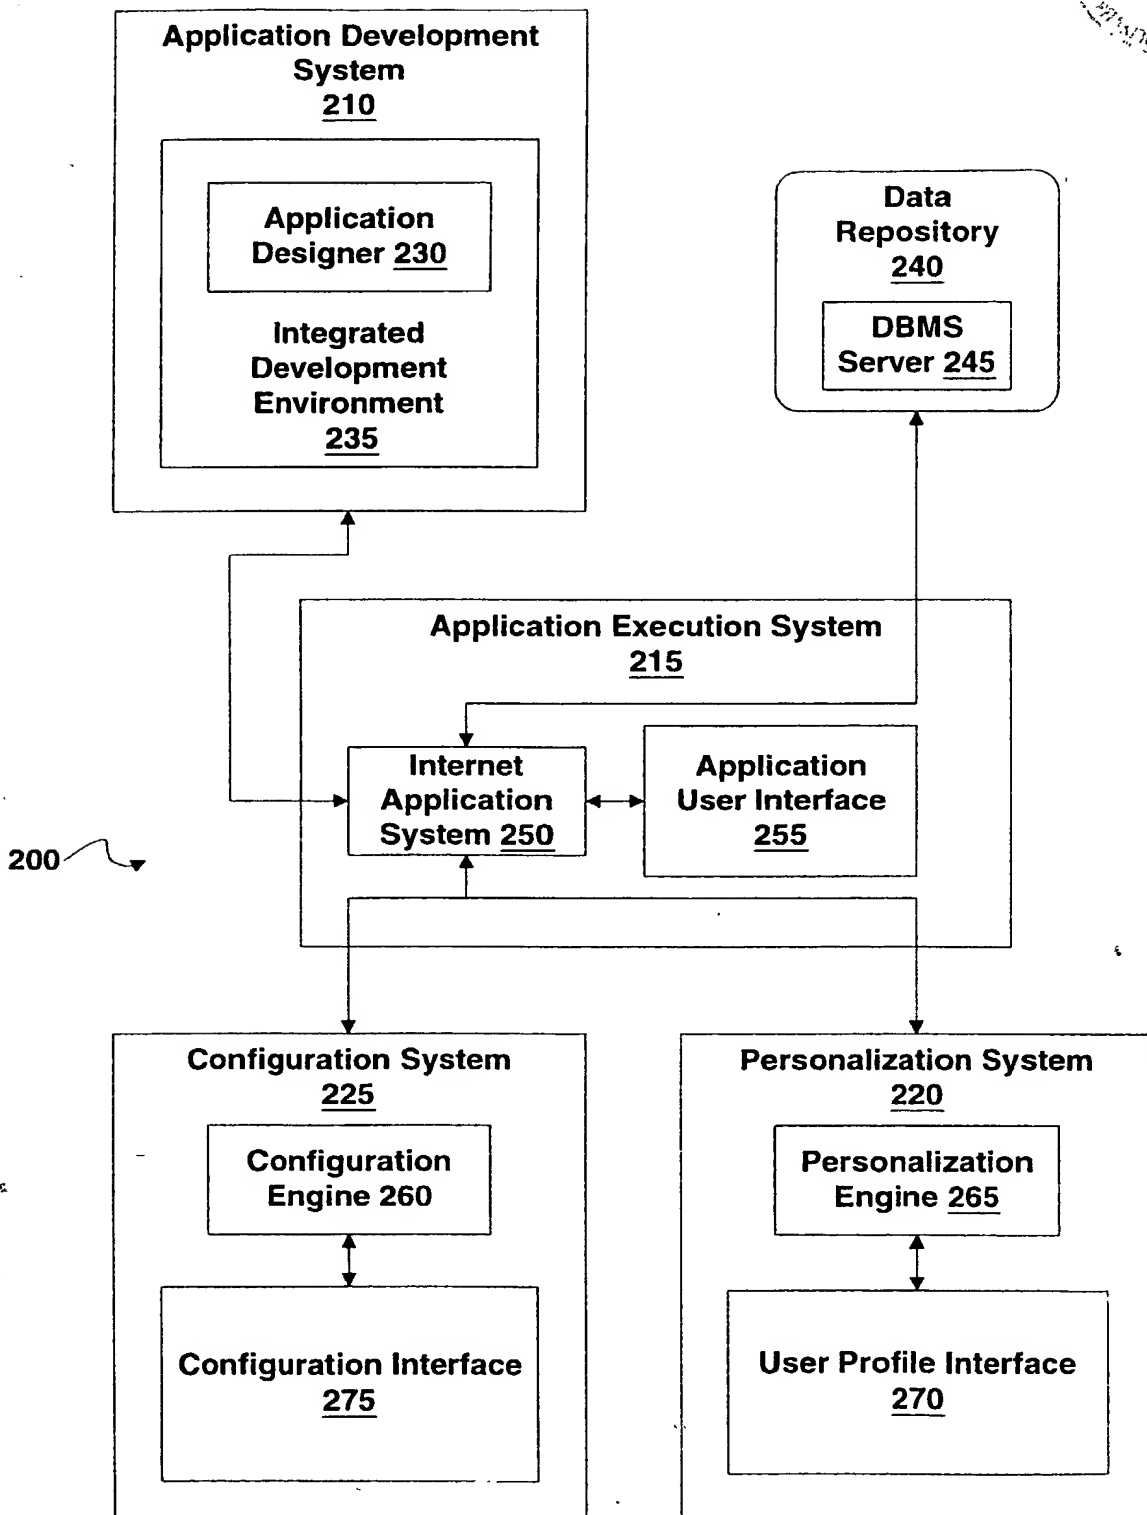 Application Development
System
210
Application
Designer 230
Integrated
Development
Environment
235
Data
Repository
240
DBMS
Server 245
Application Execution System
215
Internet
Application
System 250
Application
User Interface
255
200
Configuration System
225
Configuration
Engine 260
Configuration Interface
275
Personalization System
220
Personalization
Engine 265
User Profile Interface
270